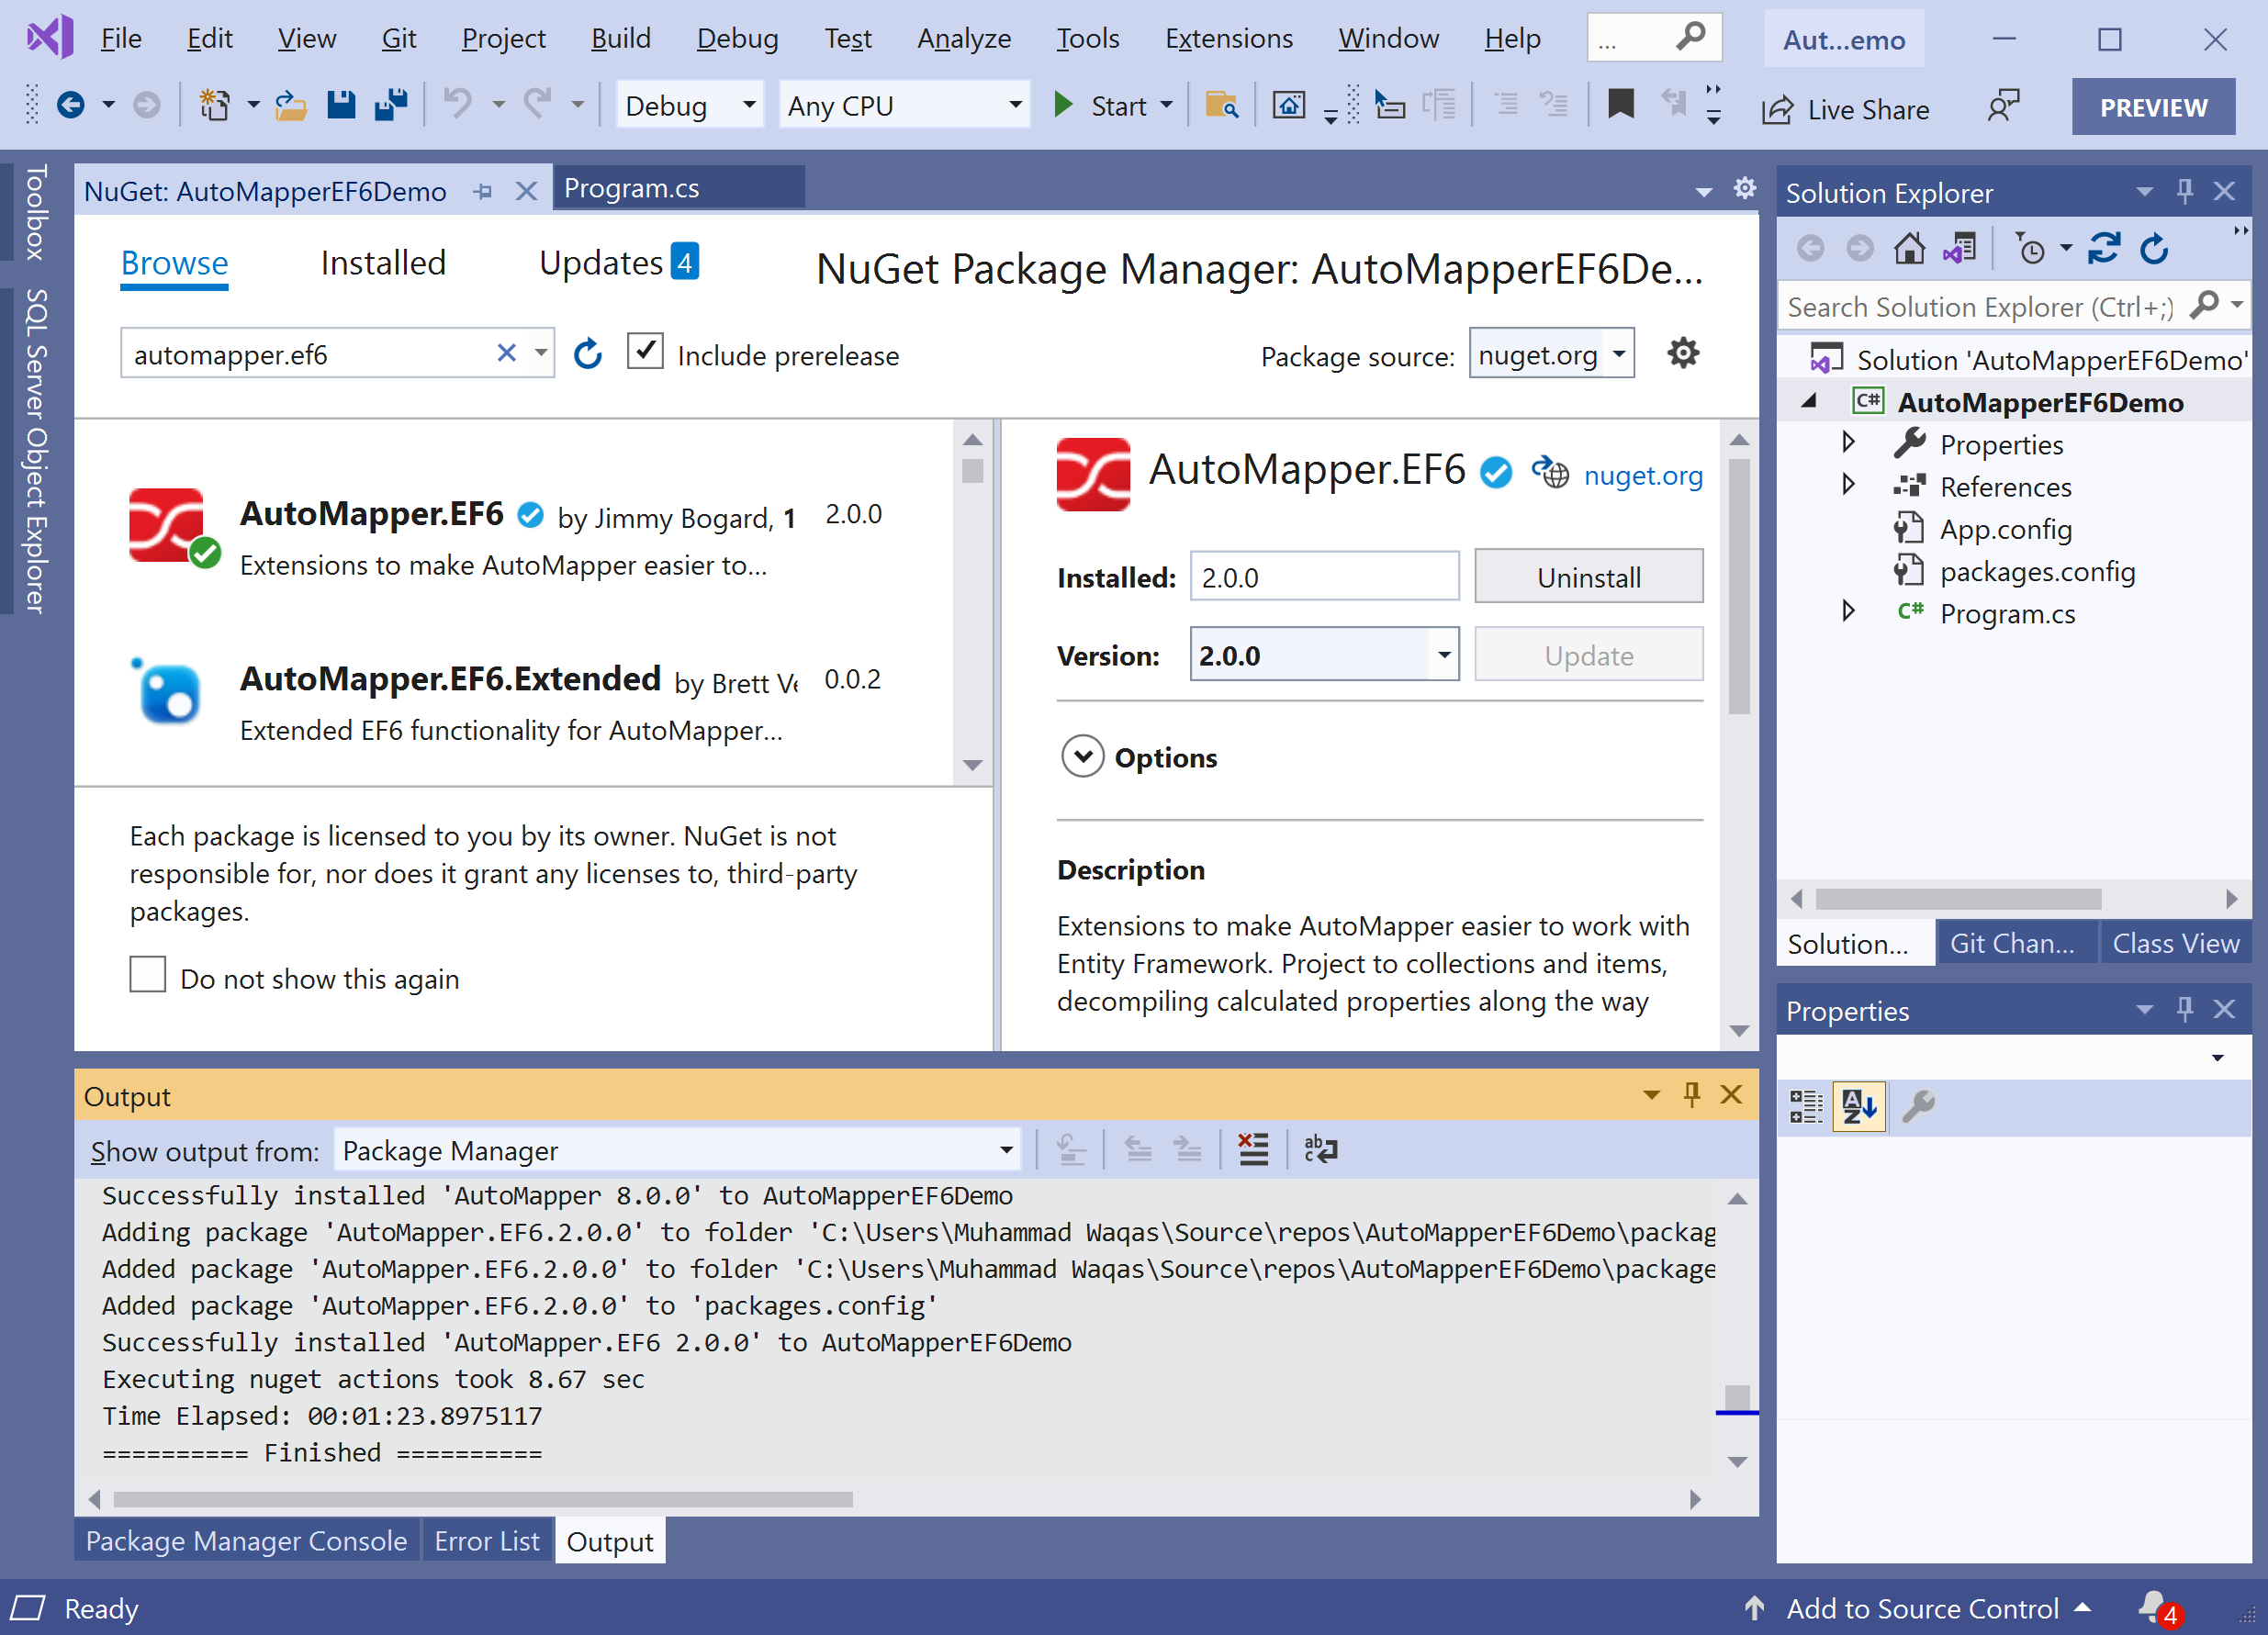 File Edit View Git Project Build Debug Test Analyze Tools Extensions Window Help ... Aut...emo
Debug Any CPU Start Live Share PREVIEW
Toolbox
SQL Server Object Explorer
NuGet: AutoMapperEF6Demo Program.cs
Browse Installed Updates 4 NuGet Package Manager: AutoMapperEF6De...
automapper.ef6 Include prerelease Package source: nuget.org
AutoMapper.EF6 by Jimmy Bogard, 1 2.0.0
Extensions to make AutoMapper easier to...
AutoMapper.EF6.Extended by Brett Ve 0.0.2
Extended EF6 functionality for AutoMapper...
Each package is licensed to you by its owner. NuGet is not
responsible for, nor does it grant any licenses to, third-party
packages.
Do not show this again
AutoMapper.EF6 nuget.org
Installed: 2.0.0 Uninstall
Version: 2.0.0 Update
Options
Description
Extensions to make AutoMapper easier to work with
Entity Framework. Project to collections and items,
decompiling calculated properties along the way
Output
Show output from: Package Manager
Successfully installed 'AutoMapper 8.0.0' to AutoMapperEF6Demo
Adding package 'AutoMapper.EF6.2.0.0' to folder 'C:\Users\Muhammad Waqas\Source\repos\AutoMapperEF6Demo\packag
Added package 'AutoMapper.EF6.2.0.0' to folder 'C:\Users\Muhammad Waqas\Source\repos\AutoMapperEF6Demo\package
Added package 'AutoMapper.EF6.2.0.0' to 'packages.config'
Successfully installed 'AutoMapper.EF6 2.0.0' to AutoMapperEF6Demo
Executing nuget actions took 8.67 sec
Time Elapsed: 00:01:23.8975117
========== Finished ==========
Package Manager Console Error List Output
Solution Explorer
Search Solution Explorer (Ctrl+;)
Solution 'AutoMapperEF6Demo'
C# AutoMapperEF6Demo
Properties
References
App.config
packages.config
C# Program.cs
Solution... Git Chan... Class View
Properties
Ready Add to Source Control 4